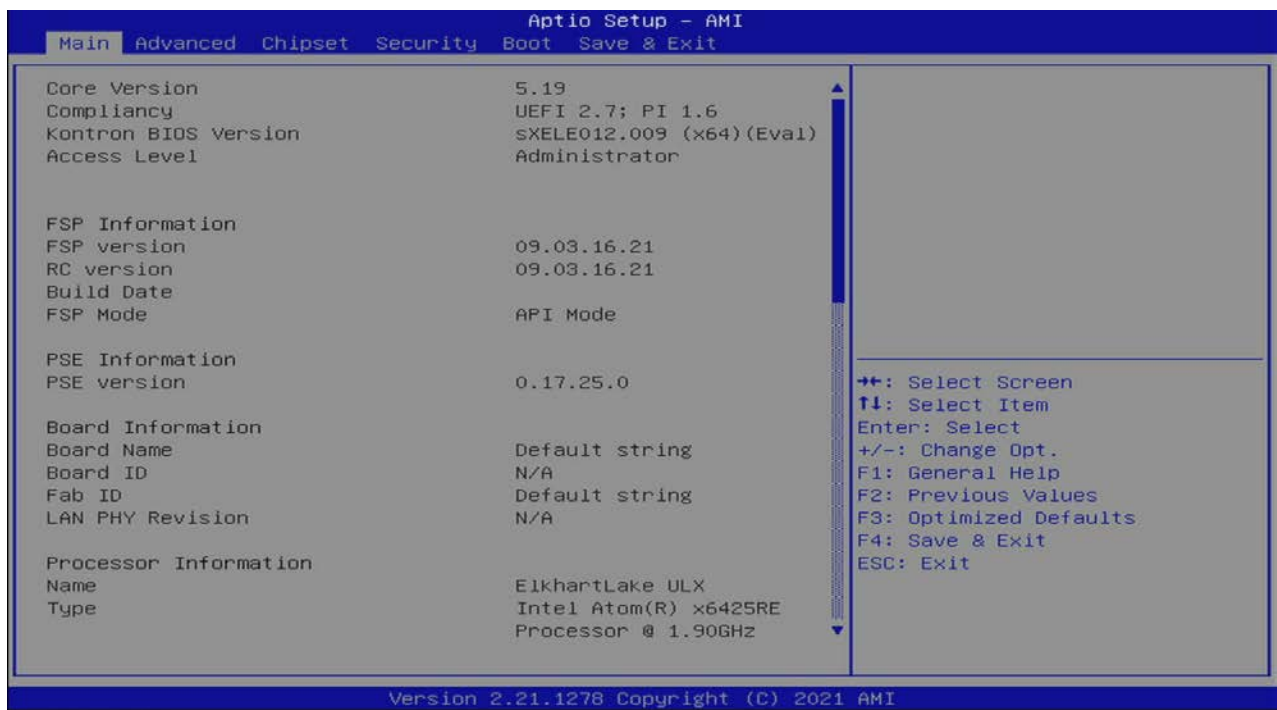 Aptio Setup – AMI
Main Advanced Chipset Security Boot Save & Exit
Core Version 5.19
Compliancy UEFI 2.7; PI 1.6
Kontron BIOS Version sXELE012.009 (x64)(Eval)
Access Level Administrator
FSP Information
FSP version 09.03.16.21
RC version 09.03.16.21
Build Date
FSP Mode API Mode
PSE Information
PSE version 0.17.25.0
Board Information
Board Name Default string
Board ID N/A
Fab ID Default string
LAN PHY Revision N/A
Processor Information
Name ElkhartLake ULX
Type Intel Atom(R) x6425RE
Processor @ 1.90GHz
→←: Select Screen
↑↓: Select Item
Enter: Select
+/-: Change Opt.
F1: General Help
F2: Previous Values
F3: Optimized Defaults
F4: Save & Exit
ESC: Exit
Version 2.21.1278 Copyright (C) 2021 AMI